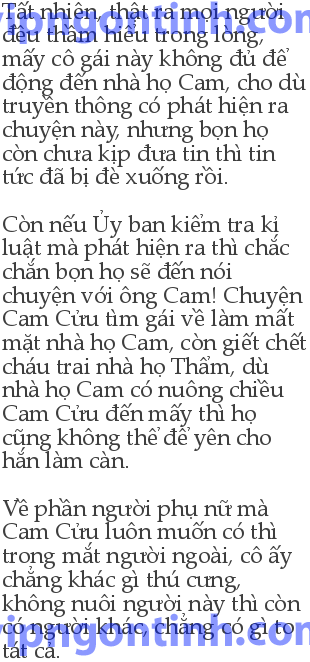 Tất nhiên, thật ra mọi người
đều thầm hiểu trong lòng,
mấy cô gái này không đủ để
động đến nhà họ Cam, cho dù
truyền thông có phát hiện ra
chuyện này, nhưng bọn họ
còn chưa kịp đưa tin thì tin
tức đã bị đè xuống rồi.
Còn nếu Ủy ban kiểm tra kỉ
luật mà phát hiện ra thì chắc
chắn bọn họ sẽ đến nói
chuyện với ông Cam! Chuyện
Cam Cửu tìm gái về làm mất
mặt nhà họ Cam, còn giết chết
cháu trai nhà họ Thẩm, dù
nhà họ Cam có nuông chiều
Cam Cửu đến mấy thì họ
cũng không thể để yên cho
hắn làm càn.
Về phần người phụ nữ mà
Cam Cửu luôn muốn có thì
trong mắt người ngoài, cô ấy
chẳng khác gì thú cưng,
không nuôi người này thì còn
có người khác, chẳng có gì to
tát cả.
vipngontinh.com
vipngontinh.com